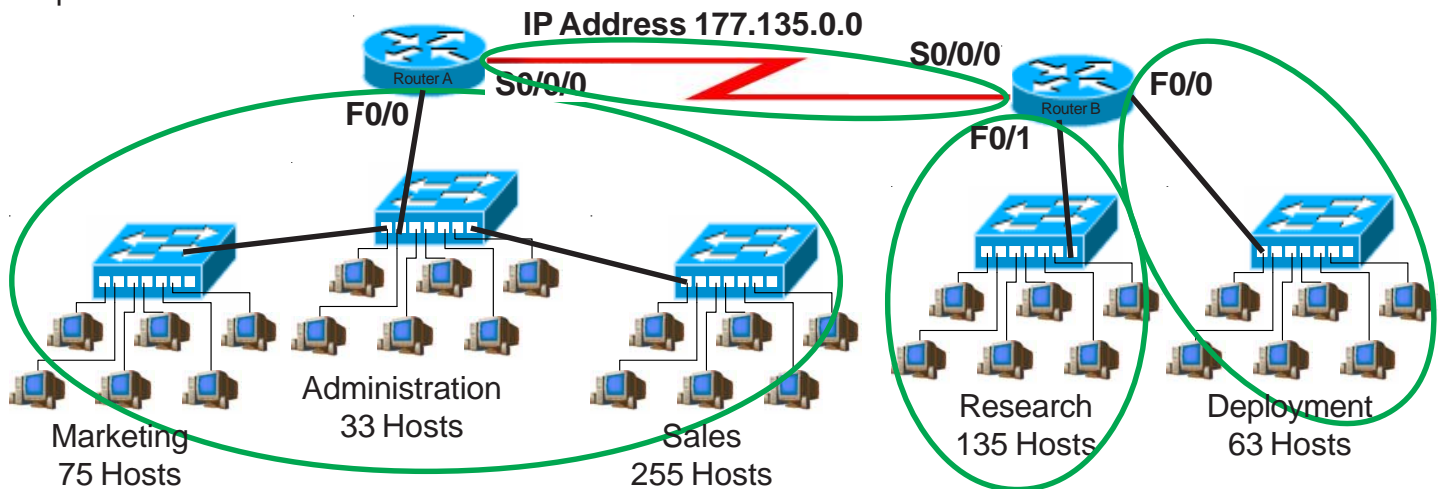 IP Address 177.135.0.0
Router A
S0/0/0
F0/0
S0/0/0
Router B
F0/0
F0/1
Marketing
75 Hosts
Administration
33 Hosts
Sales
255 Hosts
Research
135 Hosts
Deployment
63 Hosts